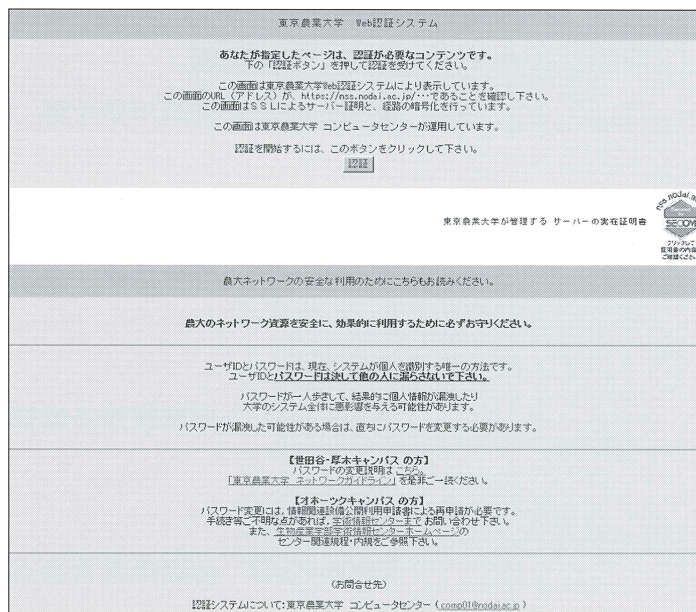 東京農業大学 Web認証システム
あなたが指定したページは、認証が必要なコンテンツです。
下の「認証ボタン」を押して認証を受けてください。
この画面は東京農業大学Web認証システムにより表示しています。
この画面のURL(アドレス)が、https://nss.nodai.ac.jp/・・・であることを確認し下さい。
この画面はSSLによるサーバー証明と、経路の暗号化を行っています。
この画面は東京農業大学 コンピュータセンターが運用しています。
認証を開始するには、このボタンをクリックして下さい。
認証
東京農業大学が管理する サーバーの実在証明書
nss.nodai.ac
SECOM
クリックして
証明書の内容
ご確認ください
農大ネットワークの安全な利用のためにこちらもお読みください。
農大のネットワーク資源を安全に、効果的に利用するために必ずお守りください。
ユーザIDとパスワードは、現在、システムが個人を識別する唯一の方法です。
ユーザIDとパスワードは決して他の人に漏らさないで下さい。
パスワードが一人歩きして、結果的に個人情報が漏洩したり
大学のシステム全体に悪影響を与える可能性があります。
パスワードが漏洩した可能性がある場合は、直ちにパスワードを変更する必要があります。
【世田谷・厚木キャンパス の方】
パスワードの変更説明は こちら。
「東京農業大学 ネットワークガイドライン」を是非ご一読ください。
【オホーツクキャンパス の方】
パスワード変更には、情報関連設備公開利用申請書による再申請が必要です。
手続き等ご不明な点があれば、学術情報センターまで お問い合わせ下さい。
また、生物産業学部学術情報センターホームページの
センター関連規程・内規をご参照下さい。
(お問合せ先)
認証システムについて:東京農業大学 コンピュータセンター(comp01@nodai.ac.jp)